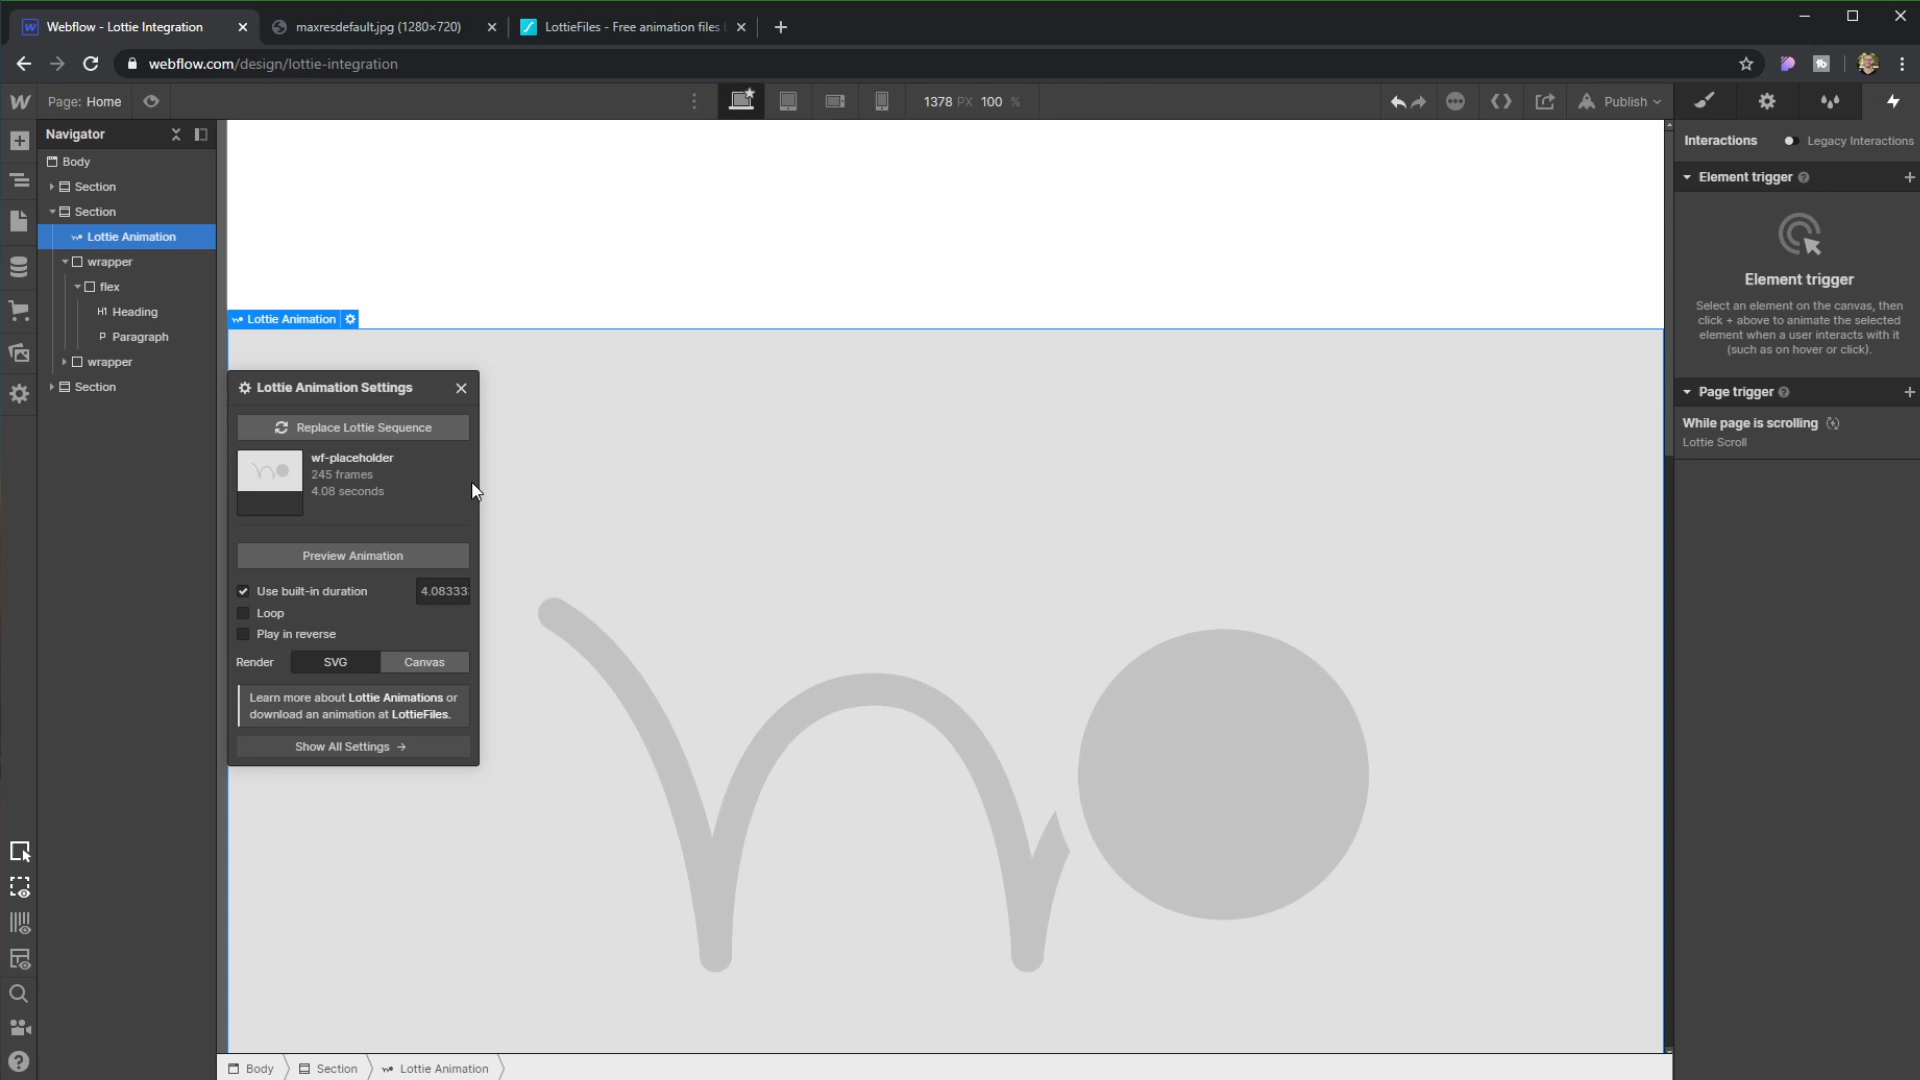 Webflow - Lottie Integration
maxresdefault.jpg (1280×720)
LottieFiles - Free animation files
webflow.com/design/lottie-integration
Page: Home
1378 PX 100 %
Publish
Navigator
Body
Section
Section
Lottie Animation
wrapper
flex
H1 Heading
P Paragraph
wrapper
Section
Lottie Animation
Lottie Animation Settings
Replace Lottie Sequence
wf-placeholder
245 frames
4.08 seconds
Preview Animation
Use built-in duration
4.08333
Loop
Play in reverse
Render
SVG
Canvas
Learn more about Lottie Animations or
download an animation at LottieFiles.
Show All Settings →
Interactions
Legacy Interactions
Element trigger
Element trigger
Select an element on the canvas, then
click + above to animate the selected
element when a user interacts with it
(such as on hover or click).
Page trigger
While page is scrolling
Lottie Scroll
Body
Section
Lottie Animation